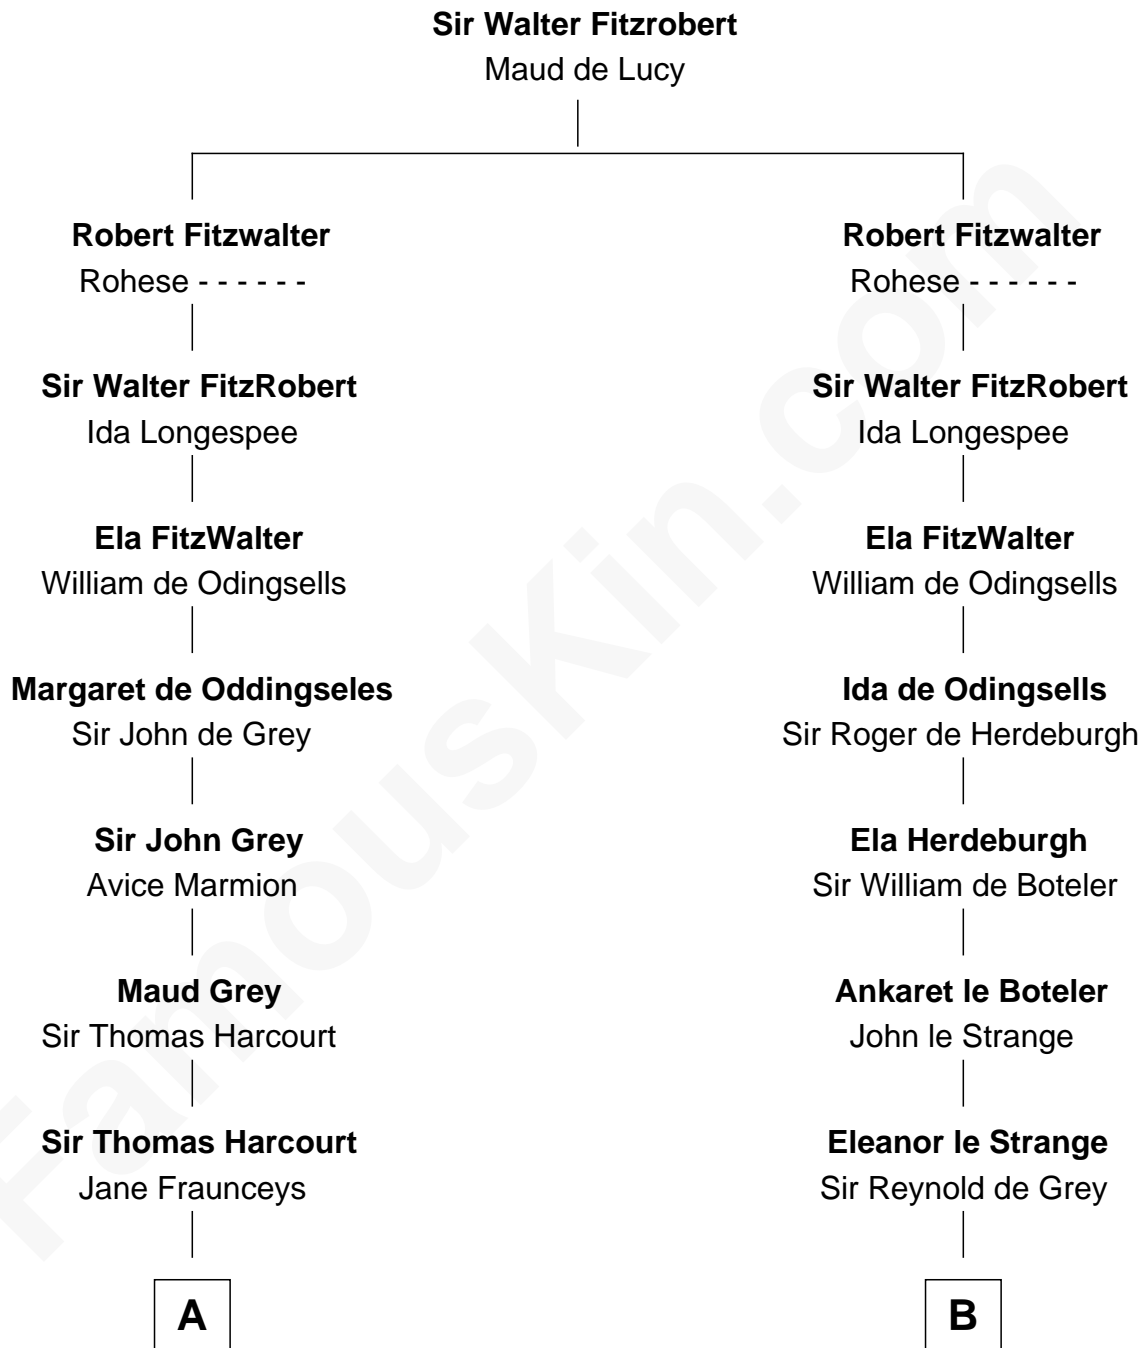 Sir Walter Fitzrobert
Maud de Lucy
Robert Fitzwalter
Rohese - - - - - -
Sir Walter FitzRobert
Ida Longespee
Ela FitzWalter
William de Odingsells
Margaret de Oddingseles
Sir John de Grey
Sir John Grey
Avice Marmion
Maud Grey
Sir Thomas Harcourt
Sir Thomas Harcourt
Jane Fraunceys
A
Robert Fitzwalter
Rohese - - - - - -
Sir Walter FitzRobert
Ida Longespee
Ela FitzWalter
William de Odingsells
Ida de Odingsells
Sir Roger de Herdeburgh
Ela Herdeburgh
Sir William de Boteler
Ankaret le Boteler
John le Strange
Eleanor le Strange
Sir Reynold de Grey
B
FamousKin.com